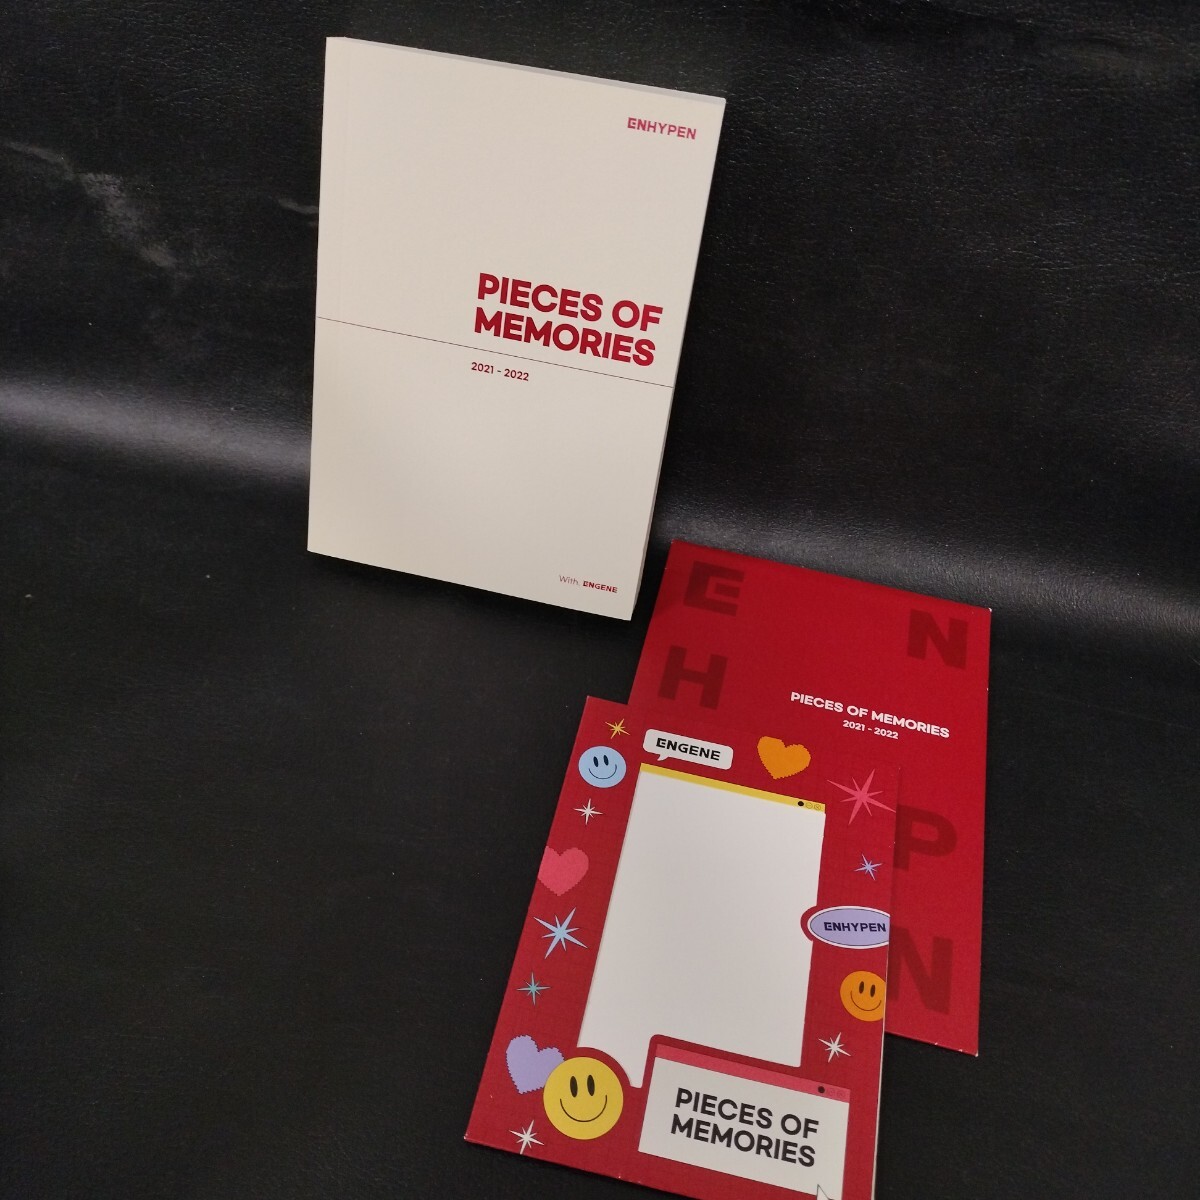 ENHYPEN
PIECES OF
MEMORIES
2021 - 2022
With. ENGENE
E N
H
PIECES OF MEMORIES
2021 - 2022
P
N
ENGENE
ENHYPEN
PIECES OF
MEMORIES